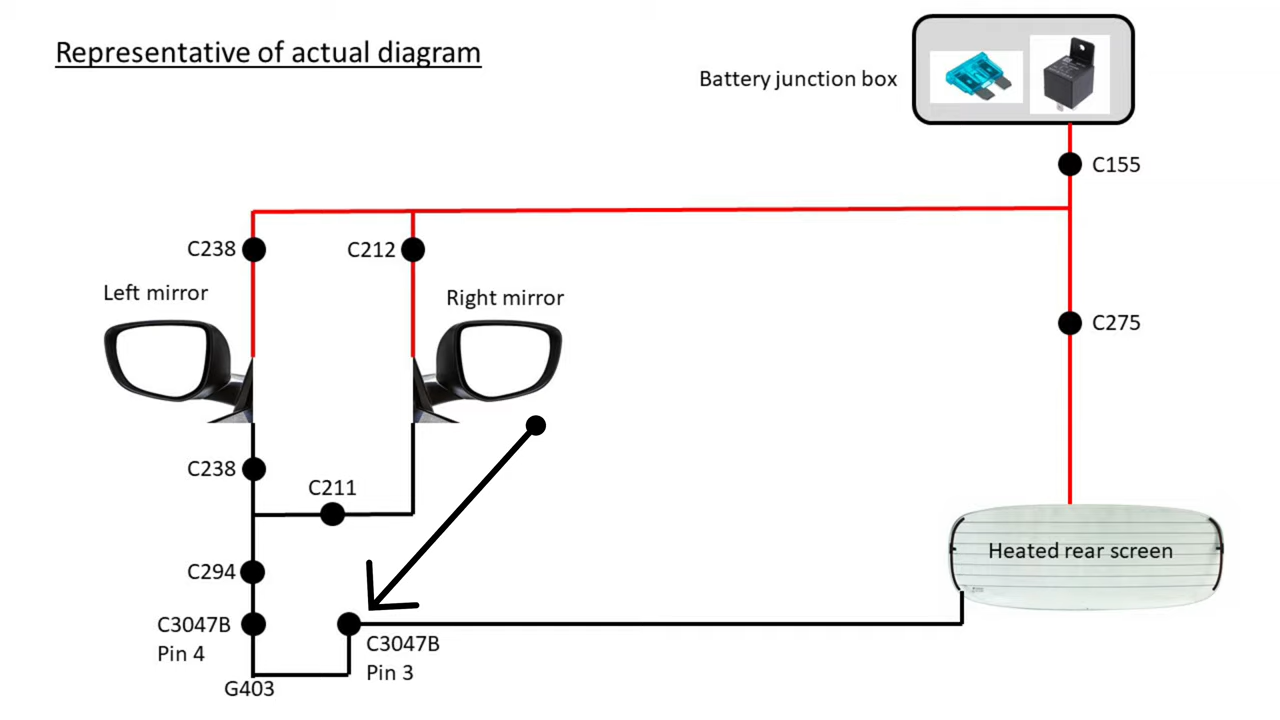 Representative of actual diagram
Battery junction box
C155
C238
C212
Left mirror
Right mirror
C275
C238
C211
Heated rear screen
C294
C3047B
Pin 4
C3047B
Pin 3
G403